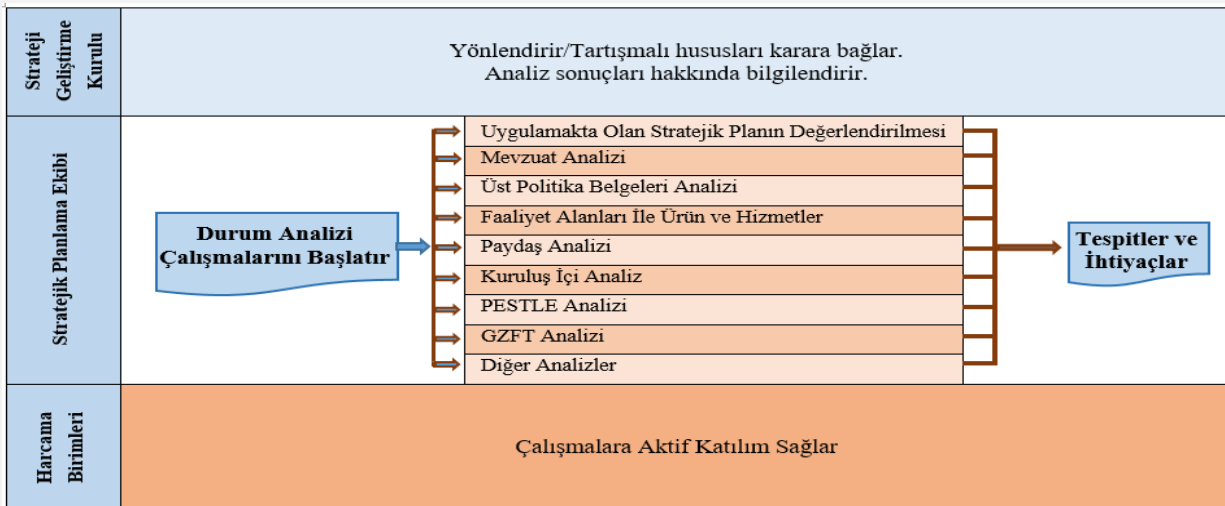 Strateji
Geliştirme
Kurulu
Yönlendirir/Tartışmalı hususları karara bağlar.
Analiz sonuçları hakkında bilgilendirir.
Stratejik Planlama Ekibi
Durum Analizi
Çalışmalarını Başlatır
Uygulamakta Olan Stratejik Planın Değerlendirilmesi
Mevzuat Analizi
Üst Politika Belgeleri Analizi
Faaliyet Alanları İle Ürün ve Hizmetler
Paydaş Analizi
Kuruluş İçi Analiz
PESTLE Analizi
GZFT Analizi
Diğer Analizler
Tespitler ve
İhtiyaçlar
Harcama
Birimleri
Çalışmalara Aktif Katılım Sağlar